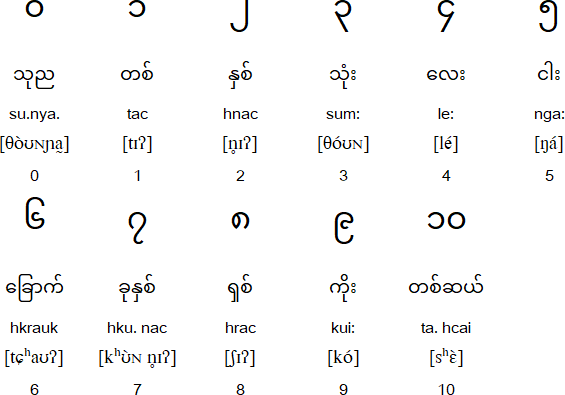 ၀ ၁ ၂ ၃ ၄ ၅
သုည တစ် နှစ် သုံး လေး ငါး
su.nya. tac hnac sum: le: nga:
[θòʊɴɲa̰] [tɪʔ] [n̥ɪʔ] [θóʊɴ] [lé] [ŋá]
0 1 2 3 4 5
၆ ၇ ၈ ၉ ၁၀
ခြောက် ခုနှစ် ရှစ် ကိုး တစ်ဆယ်
hkrauk hku. nac hrac kui: ta. hcai
[tɕʰaʊʔ] [kʰʊ̀ɴ n̥ɪʔ] [ʃɪʔ] [kó] [sʰɛ̀]
6 7 8 9 10